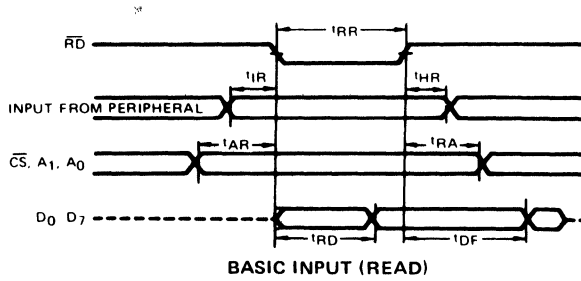 tRR
RD
tIR
tHR
INPUT FROM PERIPHERAL
tAR
tRA
CS, A1, A0
D0 D7
tRD
tDF
BASIC INPUT (READ)